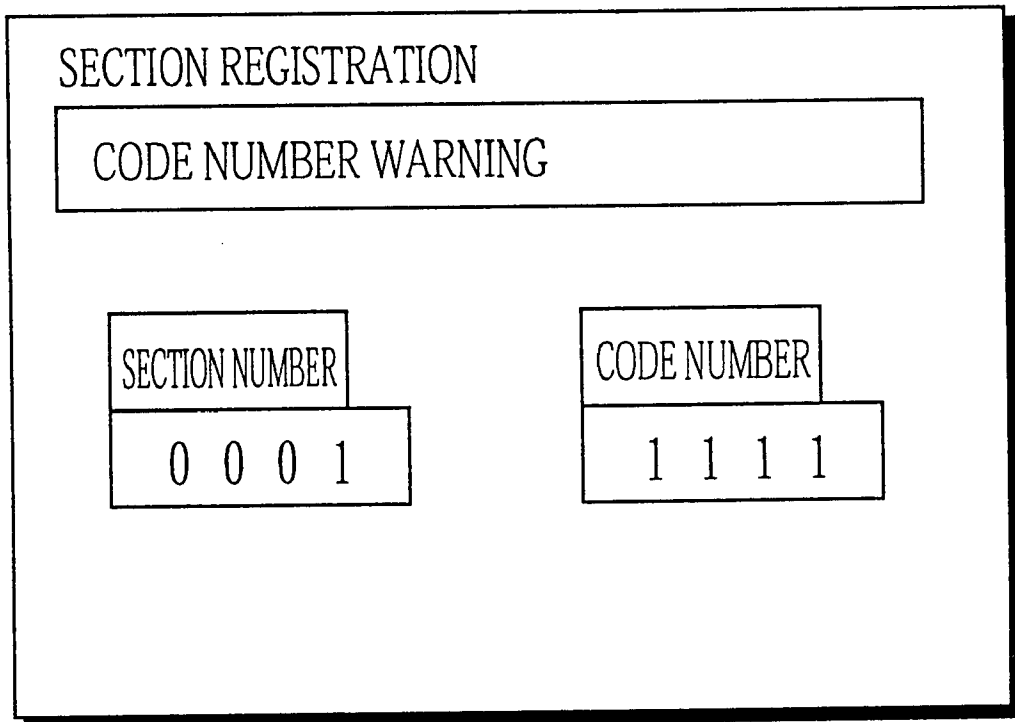 SECTION REGISTRATION
CODE NUMBER WARNING
SECTION NUMBER
0 0 0 1
CODE NUMBER
1 1 1 1